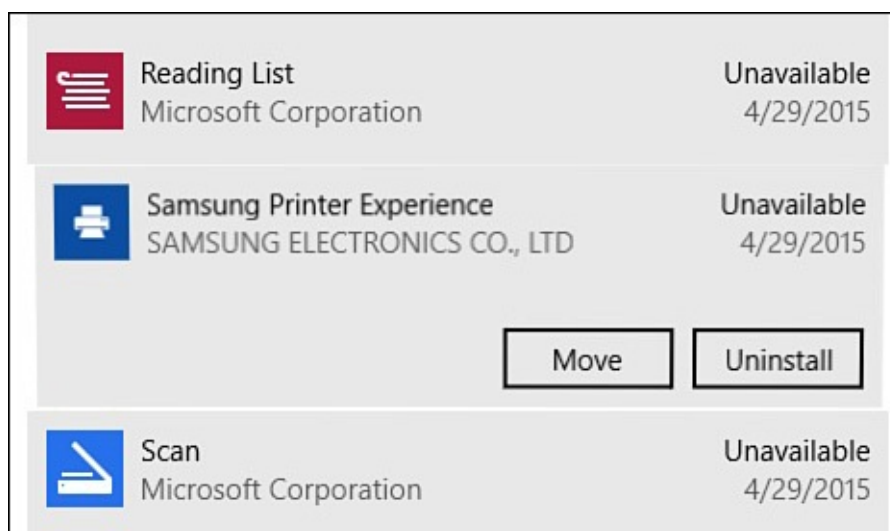 Reading List
Unavailable
Microsoft Corporation
4/29/2015
Samsung Printer Experience
Unavailable
SAMSUNG ELECTRONICS CO., LTD
4/29/2015
Move
Uninstall
Scan
Unavailable
Microsoft Corporation
4/29/2015